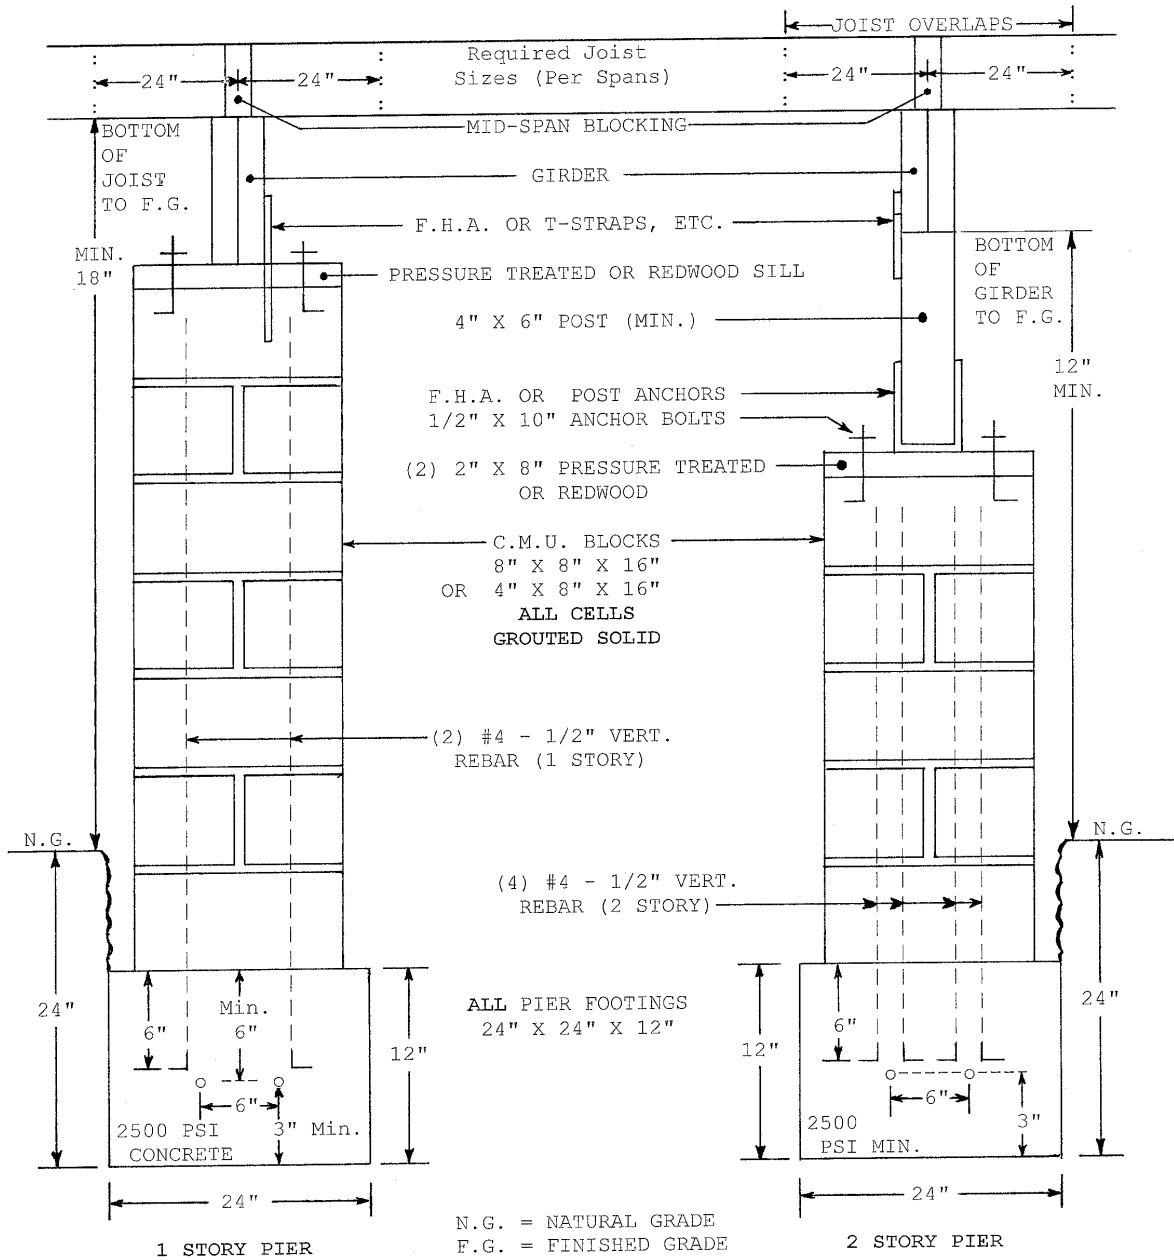 JOIST OVERLAPS
24"
24"
Required Joist
Sizes (Per Spans)
24"
24"
MID-SPAN BLOCKING
BOTTOM
OF
JOIST
TO F.G.
GIRDER
F.H.A. OR T-STRAPS, ETC.
MIN.
18"
BOTTOM
OF
GIRDER
TO F.G.
PRESSURE TREATED OR REDWOOD SILL
4" X 6" POST (MIN.)
12"
MIN.
F.H.A. OR POST ANCHORS
1/2" X 10" ANCHOR BOLTS
(2) 2" X 8" PRESSURE TREATED
OR REDWOOD
C.M.U. BLOCKS
8" X 8" X 16"
OR 4" X 8" X 16"
ALL CELLS
GROUTED SOLID
(2) #4 - 1/2" VERT.
REBAR (1 STORY)
N.G.
N.G.
(4) #4 - 1/2" VERT.
REBAR (2 STORY)
24"
6"
Min.
6"
12"
ALL PIER FOOTINGS
24" X 24" X 12"
12"
6"
24"
6"
3" Min.
2500 PSI
CONCRETE
6"
3"
2500
PSI MIN.
24"
24"
N.G. = NATURAL GRADE
F.G. = FINISHED GRADE
1 STORY PIER
2 STORY PIER